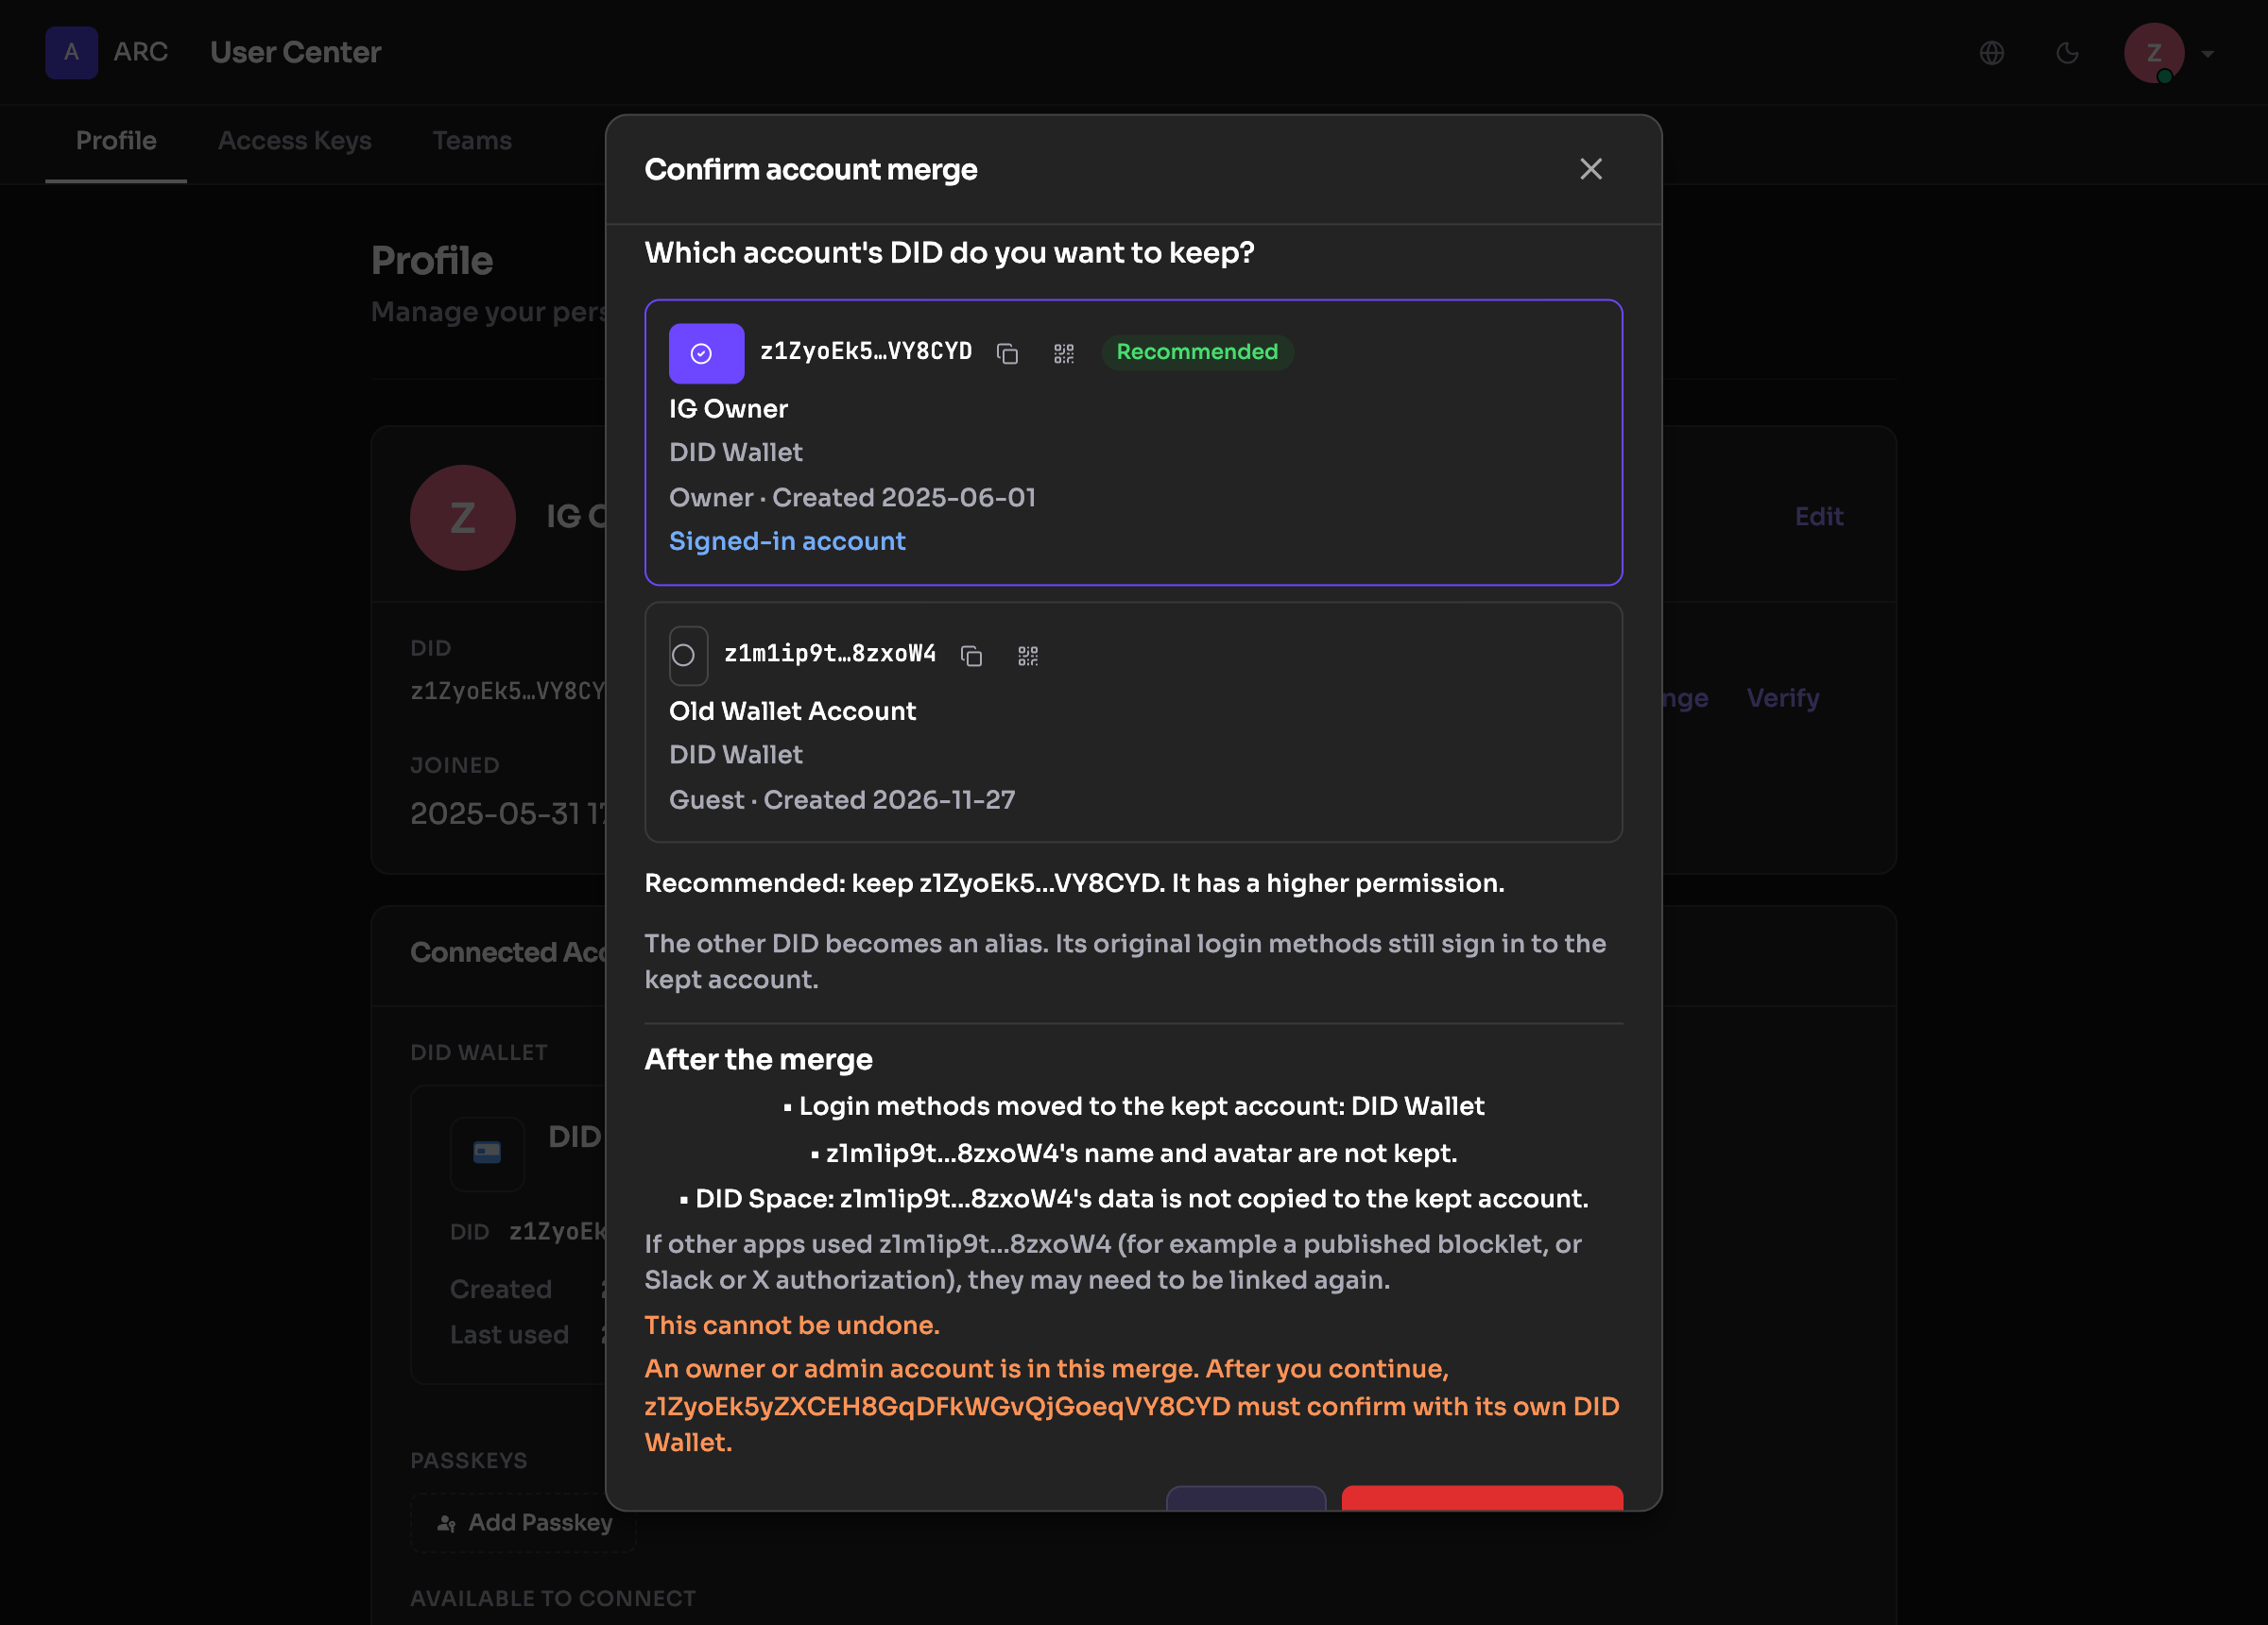 A ARC User Center
Z
Profile Access Keys Teams
Confirm account merge
Which account's DID do you want to keep?
z1ZyoEk5…VY8CYD Recommended
IG Owner
DID Wallet
Owner · Created 2025-06-01
Signed-in account
z1m1ip9t…8zxoW4
Old Wallet Account
DID Wallet
Guest · Created 2026-11-27
Recommended: keep z1ZyoEk5...VY8CYD. It has a higher permission.
The other DID becomes an alias. Its original login methods still sign in to the
kept account.
After the merge
▪ Login methods moved to the kept account: DID Wallet
▪ z1m1ip9t...8zxoW4's name and avatar are not kept.
▪ DID Space: z1m1ip9t...8zxoW4's data is not copied to the kept account.
If other apps used z1m1ip9t...8zxoW4 (for example a published blocklet, or
Slack or X authorization), they may need to be linked again.
This cannot be undone.
An owner or admin account is in this merge. After you continue,
z1ZyoEk5yZXCEH8GqDFkWGvQjGoeqVY8CYD must confirm with its own DID
Wallet.
Profile
Manage your
Z IG
Edit
DID
z1ZyoEk5…VY8CY
Verify
JOINED
2025-05-31
Connected
DID WALLET
DID
DID z1ZyoEk
Created
Last used
PASSKEYS
Add Passkey
AVAILABLE TO CONNECT